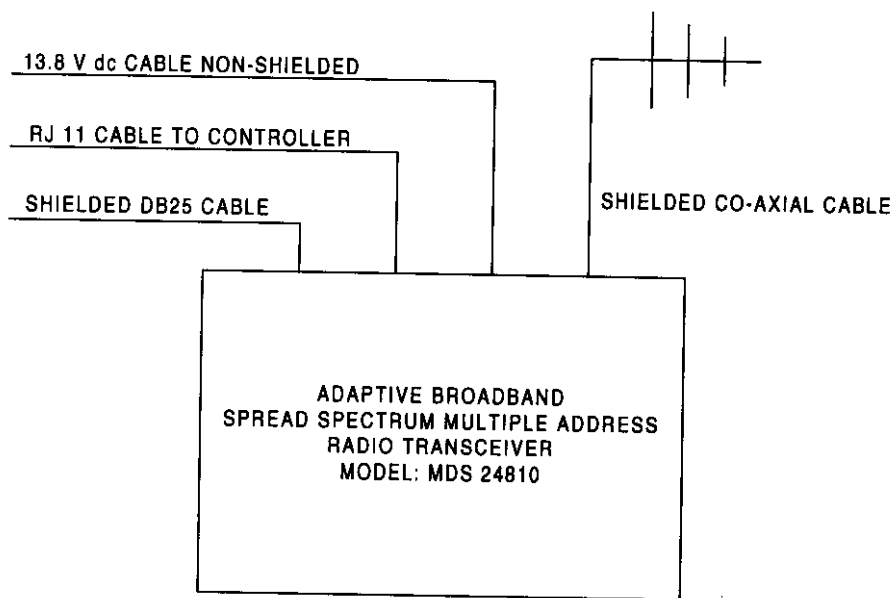 13.8 V dc CABLE NON-SHIELDED
RJ 11 CABLE TO CONTROLLER
SHIELDED DB25 CABLE
SHIELDED CO-AXIAL CABLE
ADAPTIVE BROADBAND
SPREAD SPECTRUM MULTIPLE ADDRESS
RADIO TRANSCEIVER
MODEL: MDS 24810